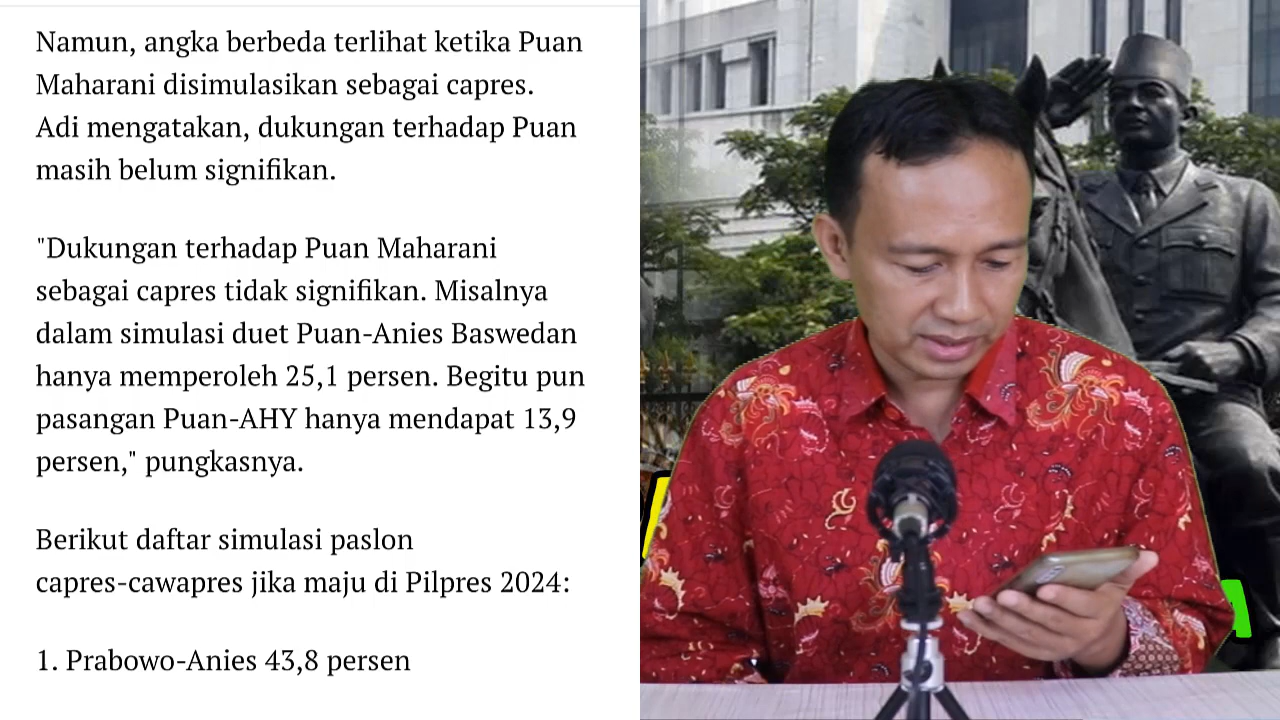 Namun, angka berbeda terlihat ketika Puan
Maharani disimulasikan sebagai capres.
Adi mengatakan, dukungan terhadap Puan
masih belum signifikan.
"Dukungan terhadap Puan Maharani
sebagai capres tidak signifikan. Misalnya
dalam simulasi duet Puan-Anies Baswedan
hanya memperoleh 25,1 persen. Begitu pun
pasangan Puan-AHY hanya mendapat 13,9
persen," pungkasnya.
Berikut daftar simulasi paslon
capres-cawapres jika maju di Pilpres 2024:
1. Prabowo-Anies 43,8 persen